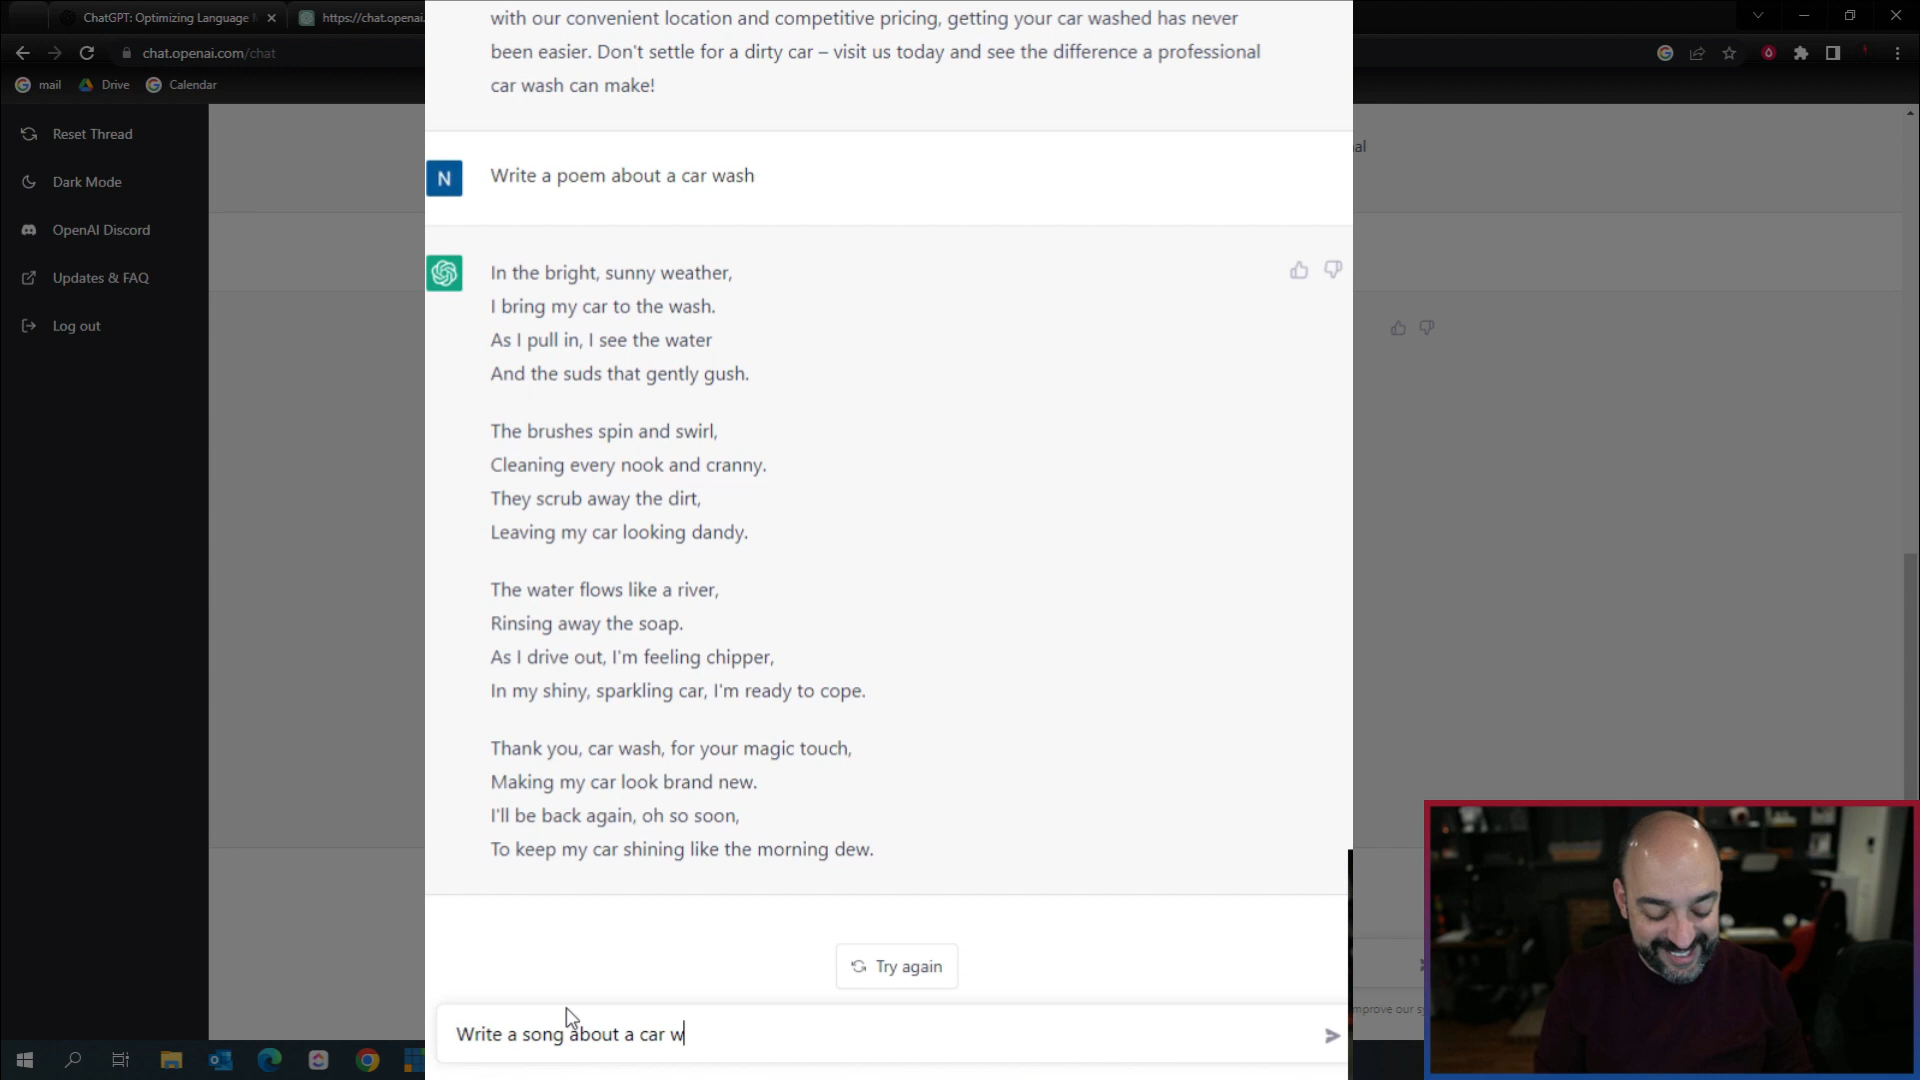 ChatGPT: Optimizing Language
https://chat.openai.
chat.openai.com/chat
mail
Drive
Calendar
Reset Thread
Dark Mode
OpenAI Discord
Updates & FAQ
Log out
with our convenient location and competitive pricing, getting your car washed has never
been easier. Don't settle for a dirty car – visit us today and see the difference a professional
car wash can make!
al
N
Write a poem about a car wash
In the bright, sunny weather,
I bring my car to the wash.
As I pull in, I see the water
And the suds that gently gush.
The brushes spin and swirl,
Cleaning every nook and cranny.
They scrub away the dirt,
Leaving my car looking dandy.
The water flows like a river,
Rinsing away the soap.
As I drive out, I'm feeling chipper,
In my shiny, sparkling car, I'm ready to cope.
Thank you, car wash, for your magic touch,
Making my car look brand new.
I'll be back again, oh so soon,
To keep my car shining like the morning dew.
Try again
Write a song about a car w
improve our sy